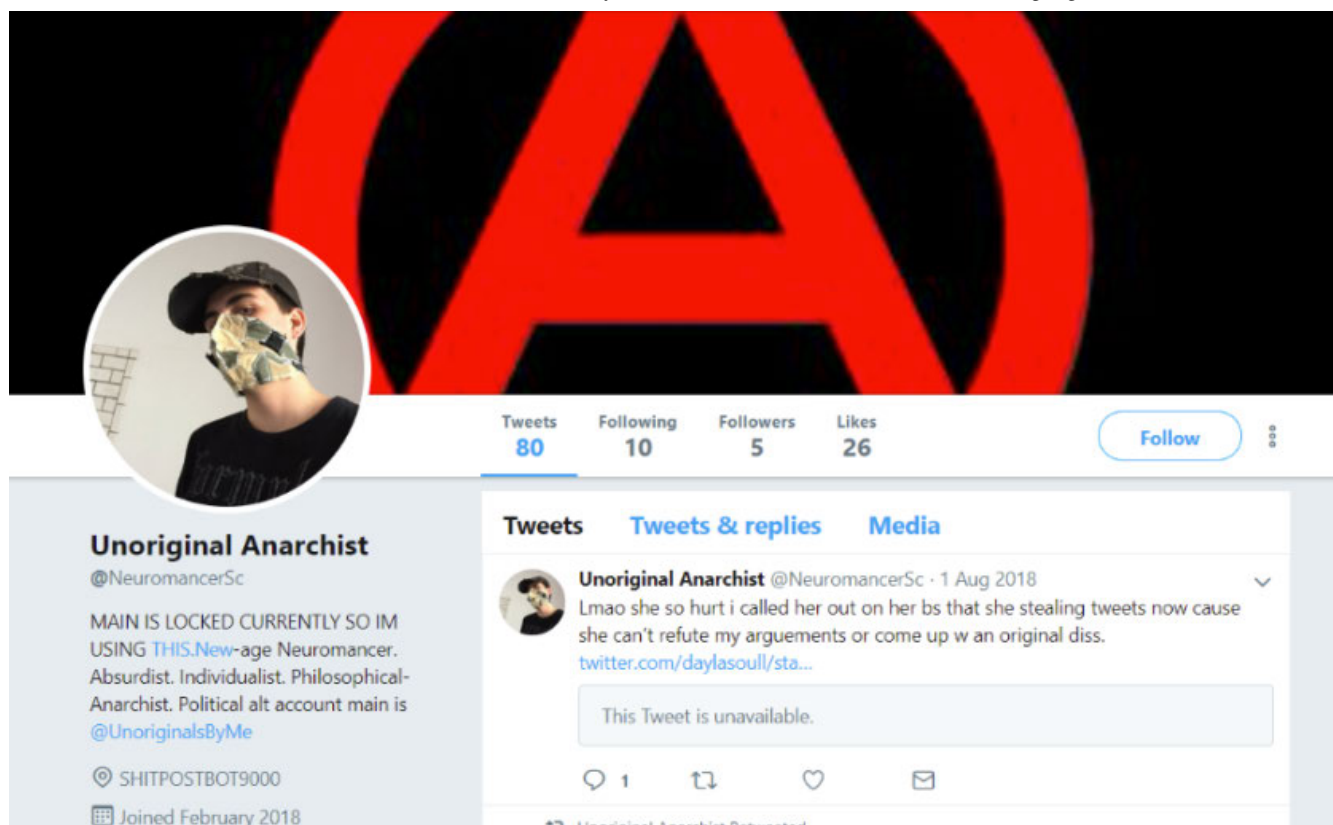 Tweets Following Followers Likes
80 10 5 26
Follow
Unoriginal Anarchist
@NeuromancerSc
MAIN IS LOCKED CURRENTLY SO IM
USING THIS.New-age Neuromancer.
Absurdist. Individualist. Philosophical-
Anarchist. Political alt account main is
@UnoriginalsByMe
SHITPOSTBOT9000
Joined February 2018
Tweets Tweets & replies Media
Unoriginal Anarchist @NeuromancerSc · 1 Aug 2018
Lmao she so hurt i called her out on her bs that she stealing tweets now cause
she can't refute my arguements or come up w an original diss.
twitter.com/daylasoull/sta...
This Tweet is unavailable.
1
Unoriginal Anarchist Retweeted